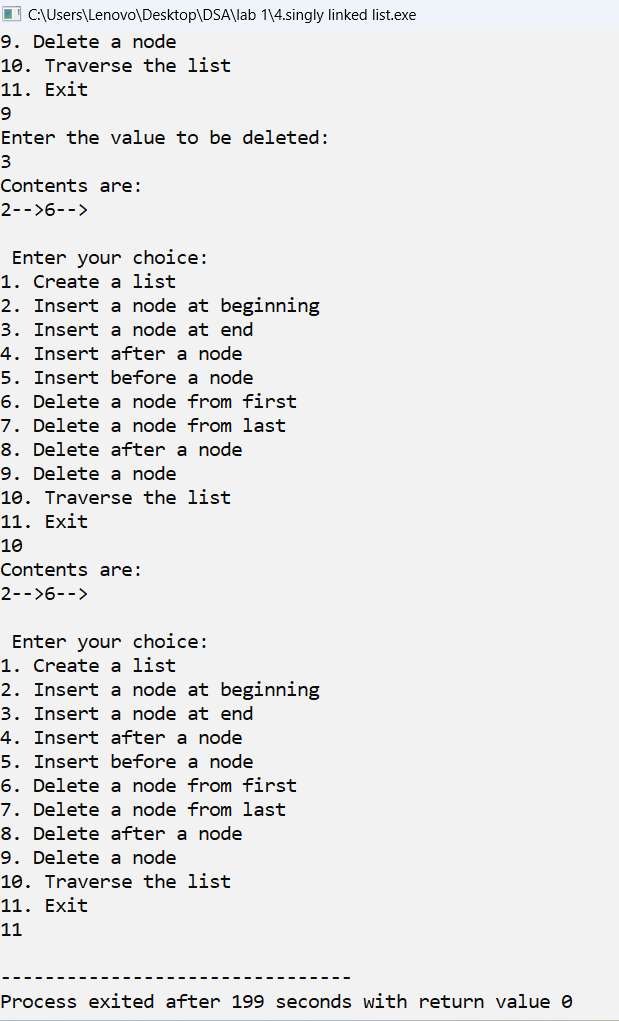 C:\Users\Lenovo\Desktop\DSA\lab 1\4.singly linked list.exe
9. Delete a node
10. Traverse the list
11. Exit
9
Enter the value to be deleted:
3
Contents are:
2-->6-->
 Enter your choice:
1. Create a list
2. Insert a node at beginning
3. Insert a node at end
4. Insert after a node
5. Insert before a node
6. Delete a node from first
7. Delete a node from last
8. Delete after a node
9. Delete a node
10. Traverse the list
11. Exit
10
Contents are:
2-->6-->
 Enter your choice:
1. Create a list
2. Insert a node at beginning
3. Insert a node at end
4. Insert after a node
5. Insert before a node
6. Delete a node from first
7. Delete a node from last
8. Delete after a node
9. Delete a node
10. Traverse the list
11. Exit
11
--------------------------------
Process exited after 199 seconds with return value 0